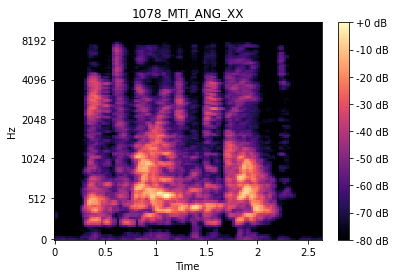 1078_MTI_ANG_XX
+0 dB
8192
-10 dB
4096
-20 dB
-30 dB
2048
Hz
-40 dB
1024
-50 dB
512
-60 dB
-70 dB
0
-80 dB
0 0.5 1 1.5 2 2.5
Time